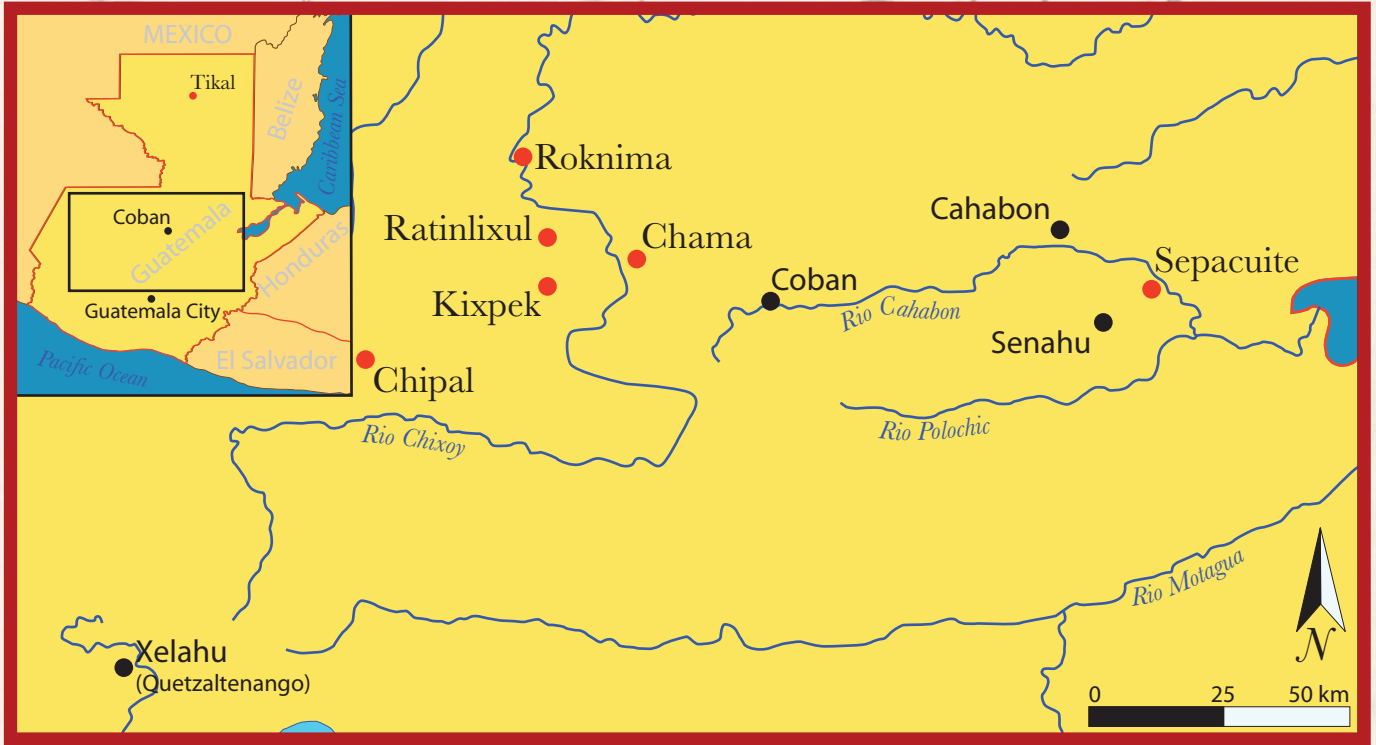 MEXICO
Tikal
Belize
Caribbean Sea
Coban
Guatemala
Honduras
Guatemala City
El Salvador
Pacific Ocean
Roknima
Ratinlixul
Chama
Kixpek
Chipal
Cahabon
Sepacuite
Coban
Rio Cahabon
Senahu
Rio Chixoy
Rio Polochic
Rio Motagua
Xelahu
(Quetzaltenango)
N
0 25 50 km